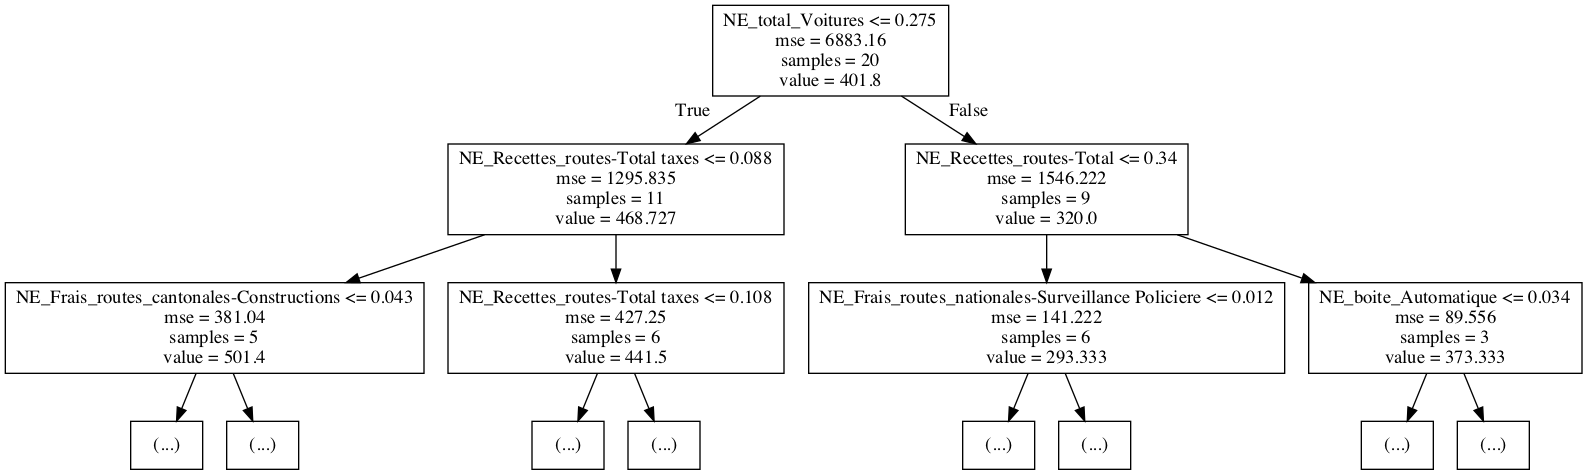 NE_total_Voitures <= 0.275
mse = 6883.16
samples = 20
value = 401.8
True
False
NE_Recettes_routes-Total taxes <= 0.088
mse = 1295.835
samples = 11
value = 468.727
NE_Recettes_routes-Total <= 0.34
mse = 1546.222
samples = 9
value = 320.0
NE_Frais_routes_cantonales-Constructions <= 0.043
mse = 381.04
samples = 5
value = 501.4
NE_Recettes_routes-Total taxes <= 0.108
mse = 427.25
samples = 6
value = 441.5
NE_Frais_routes_nationales-Surveillance Policiere <= 0.012
mse = 141.222
samples = 6
value = 293.333
NE_boite_Automatique <= 0.034
mse = 89.556
samples = 3
value = 373.333
(...)
(...)
(...)
(...)
(...)
(...)
(...)
(...)